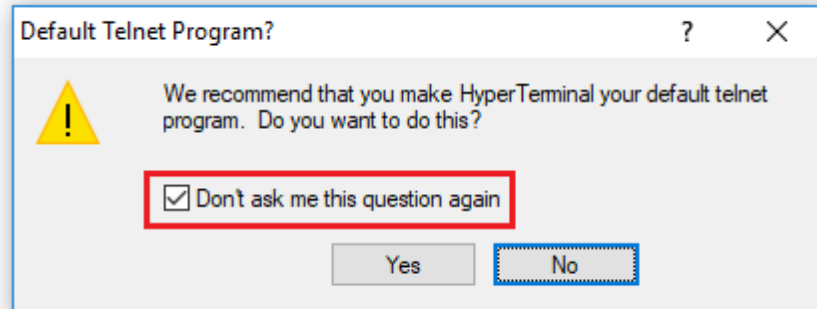 Default Telnet Program?
We recommend that you make HyperTerminal your default telnet
program. Do you want to do this?
Don't ask me this question again
Yes No